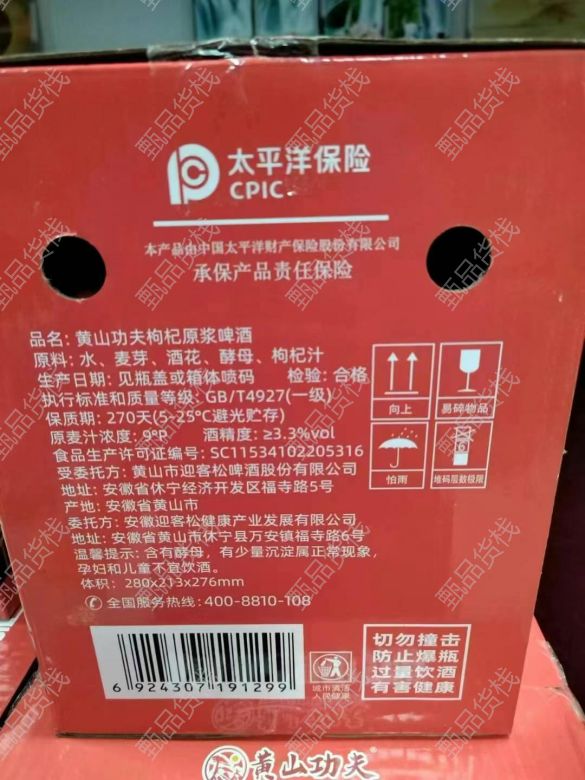 太平洋保险
CPIC
本产品由中国太平洋财产保险股份有限公司
承保产品责任保险
品名: 黄山功夫枸杞原浆啤酒
原料: 水、麦芽、酒花、酵母、枸杞汁
生产日期: 见瓶盖或箱体喷码 检验: 合格
执行标准和质量等级: GB/T4927(一级)
保质期: 270天(5-25°C避光贮存)
原麦汁浓度: 9°P 酒精度: ≥3.3%vol
食品生产许可证编号: SC11534102205316
受委托方: 黄山市迎客松啤酒股份有限公司
地址: 安徽省休宁经济开发区福寺路5号
产地: 安徽省黄山市
委托方: 安徽迎客松健康产业发展有限公司
地址: 安徽省黄山市休宁县万安镇福寺路6号
温馨提示: 含有酵母，有少量沉淀属正常现象，
孕妇和儿童不宜饮酒。
体积: 280x213x276mm
全国服务热线: 400-8810-108
向上
易碎物品
怕雨
堆码层数极限
6 924307 191299
城市清洁
人民健康
切勿撞击
防止爆瓶
过量饮酒
有害健康
黄山功夫
甄品货栈